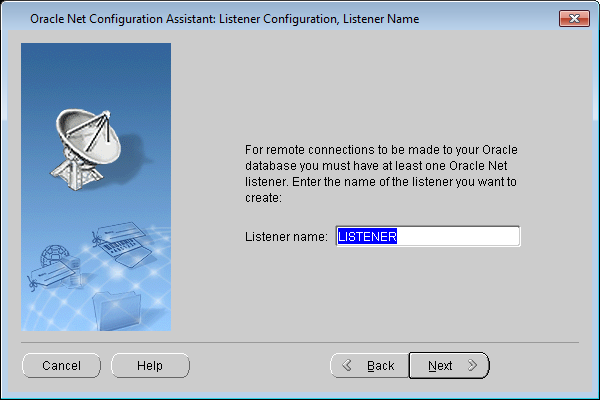 Oracle Net Configuration Assistant: Listener Configuration, Listener Name
For remote connections to be made to your Oracle
database you must have at least one Oracle Net
listener. Enter the name of the listener you want to
create:
Listener name: LISTENER
Cancel Help Back Next